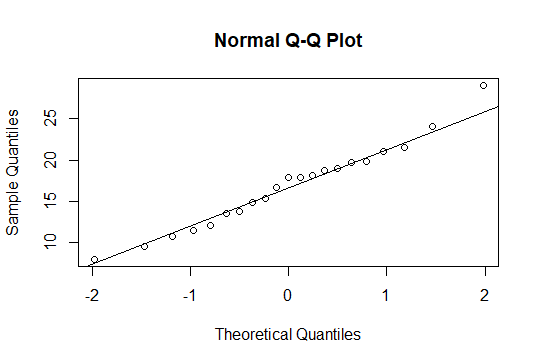 Normal Q-Q Plot
Sample Quantiles
25
20
15
10
-2 -1 0 1 2
Theoretical Quantiles